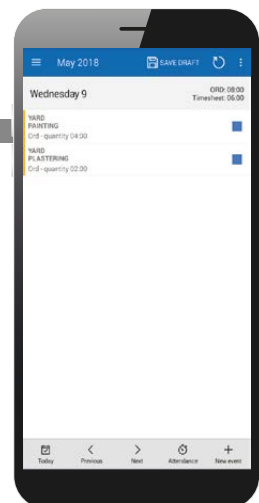 May 2018 SAVE DRAFT
Wednesday 9
ORD: 08:00
Timesheet: 06:00
YARD
PAINTING
Ord - quantity 04:00
YARD
PLASTERING
Ord - quantity 02:00
Today Previous Next Attendance New event